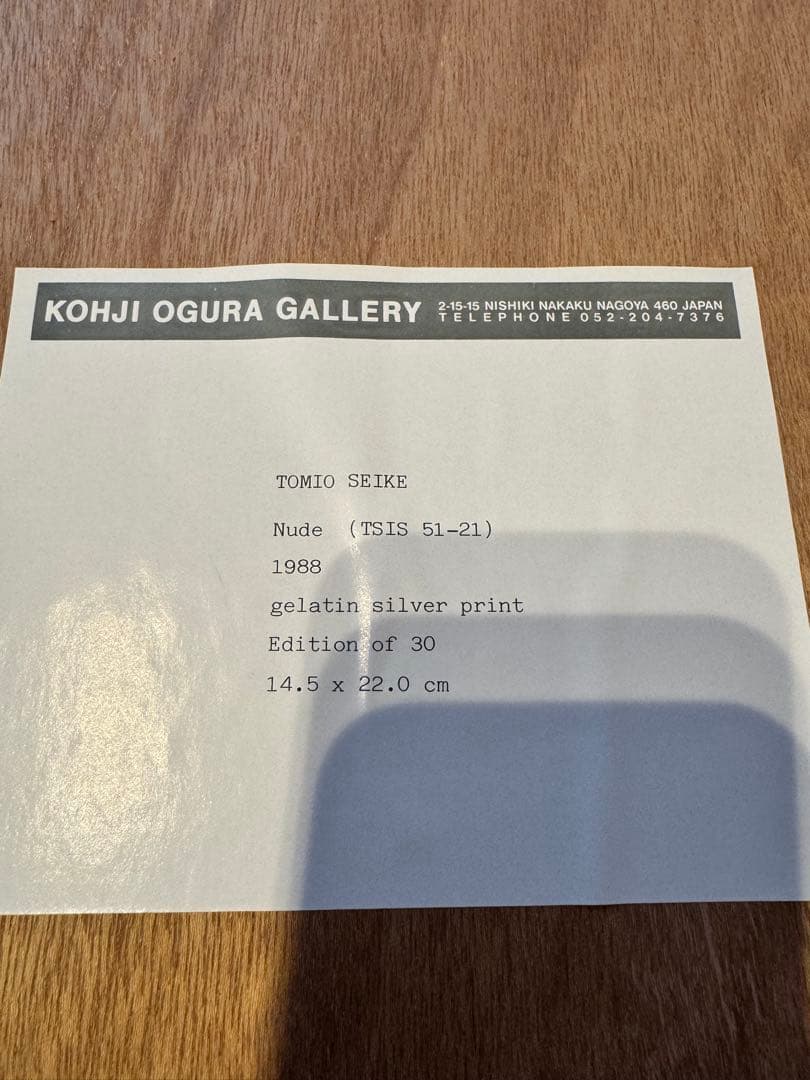 KOHJI OGURA GALLERY
2-15-15 NISHIKI NAKAKU NAGOYA 460 JAPAN
TELEPHONE 052-204-7376
TOMIO SEIKE
Nude (TSIS 51-21)
1988
gelatin silver print
Edition of 30
14.5 x 22.0 cm